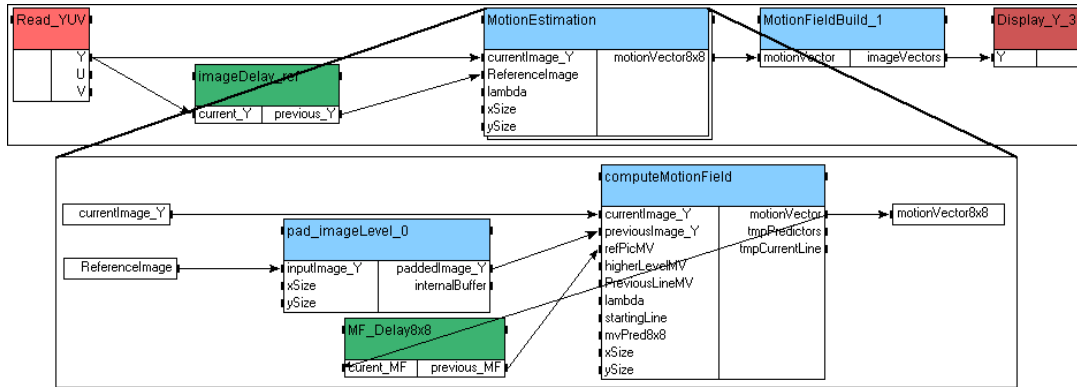 Read_YUV
Y
U
V
imageDelay_ref
current_Y previous_Y
MotionEstimation
currentImage_Y motionVector8x8
ReferenceImage
lambda
xSize
ySize
MotionFieldBuild_1
motionVector imageVectors
Display_Y_3
Y
currentImage_Y
ReferenceImage
pad_imageLevel_0
inputImage_Y paddedImage_Y
xSize internalBuffer
ySize
MF_Delay8x8
curent_MF previous_MF
computeMotionField
currentImage_Y motionVector
previousImage_Y tmpPredictors
refPicMV tmpCurrentLine
higherLevelMV
PreviousLineMV
lambda
startingLine
mvPred8x8
xSize
ySize
motionVector8x8